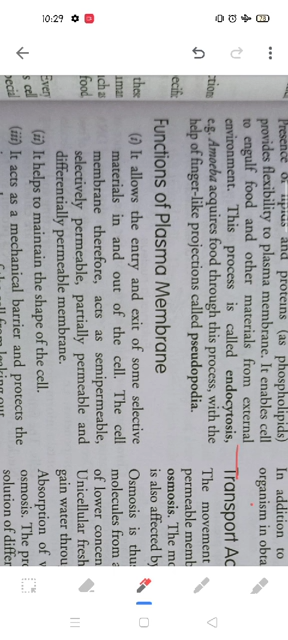 10:29
78
Presence of lipids and proteins (as phospholipids)
provides flexibility to plasma membrane. It enables cell
to engulf food and other materials from external
environment. This process is called endocytosis,
e.g. Amoeba acquires food through this process, with the
help of finger-like projections called pseudopodia.
Functions of Plasma Membrane
(i) It allows the entry and exit of some selective
materials in and out of the cell. The cell
membrane therefore, acts as semipermeable,
selectively permeable, partially permeable and
differentially permeable membrane.
(ii) It helps to maintain the shape of the cell.
(iii) It acts as a mechanical barrier and protects the
In addition to
organism in obta
Transport Ac
The movement
permeable memb
osmosis. The mo
is also affected by
Osmosis is thu
molecules from a
of lower concen
Unicellular fresh
gain water throu
Absorption of
osmosis. The pr
solution of differ